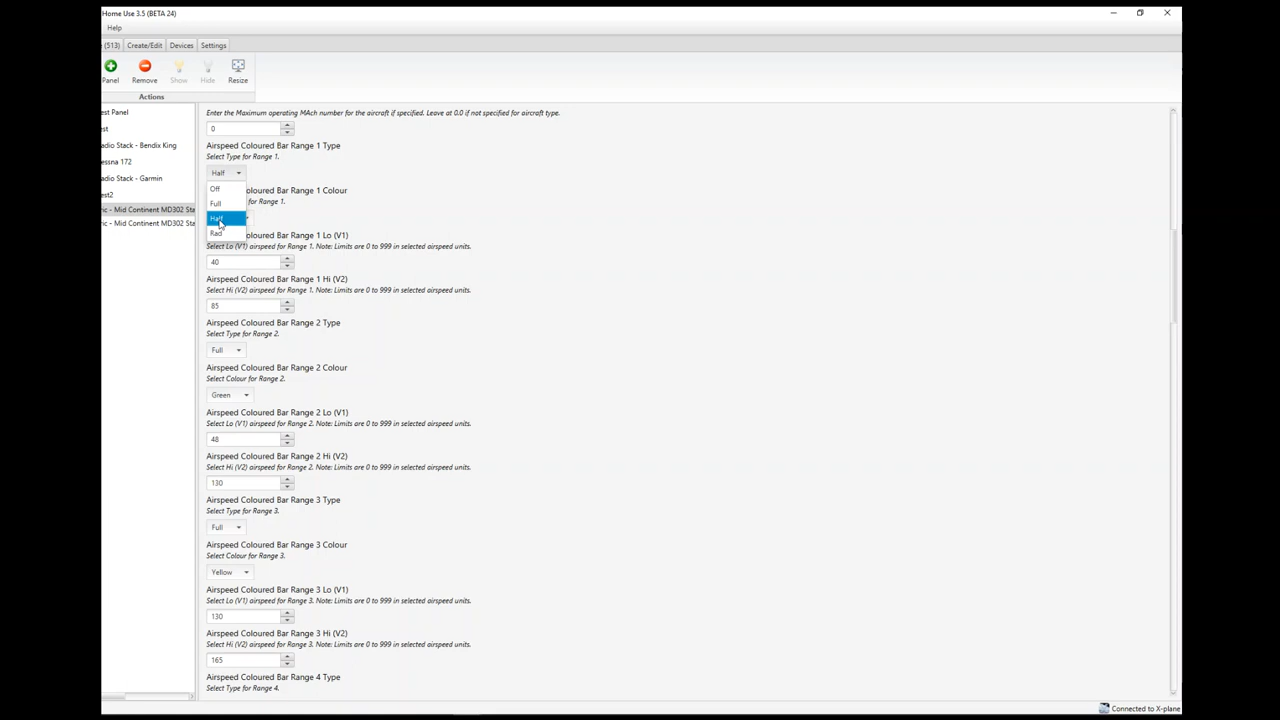 Home Use 3.5 (BETA 24)
Help
(513) Create/Edit Devices Settings
Panel Remove Show Hide Resize
Actions
est Panel
est
adio Stack - Bendix King
essna 172
adio Stack - Garmin
est2
ric - Mid Continent MD302 Sta
ric - Mid Continent MD302 Sta
Enter the Maximum operating MAch number for the aircraft if specified. Leave at 0.0 if not specified for aircraft type.
0
Airspeed Coloured Bar Range 1 Type
Select Type for Range 1.
Half
Off
Full
Half
Rad
oloured Bar Range 1 Colour
for Range 1.
oloured Bar Range 1 Lo (V1)
Select Lo (V1) airspeed for Range 1. Note: Limits are 0 to 999 in selected airspeed units.
40
Airspeed Coloured Bar Range 1 Hi (V2)
Select Hi (V2) airspeed for Range 1. Note: Limits are 0 to 999 in selected airspeed units.
85
Airspeed Coloured Bar Range 2 Type
Select Type for Range 2.
Full
Airspeed Coloured Bar Range 2 Colour
Select Colour for Range 2.
Green
Airspeed Coloured Bar Range 2 Lo (V1)
Select Lo (V1) airspeed for Range 2. Note: Limits are 0 to 999 in selected airspeed units.
48
Airspeed Coloured Bar Range 2 Hi (V2)
Select Hi (V2) airspeed for Range 2. Note: Limits are 0 to 999 in selected airspeed units.
130
Airspeed Coloured Bar Range 3 Type
Select Type for Range 3.
Full
Airspeed Coloured Bar Range 3 Colour
Select Colour for Range 3.
Yellow
Airspeed Coloured Bar Range 3 Lo (V1)
Select Lo (V1) airspeed for Range 3. Note: Limits are 0 to 999 in selected airspeed units.
130
Airspeed Coloured Bar Range 3 Hi (V2)
Select Hi (V2) airspeed for Range 3. Note: Limits are 0 to 999 in selected airspeed units.
165
Airspeed Coloured Bar Range 4 Type
Select Type for Range 4.
Connected to X-plane